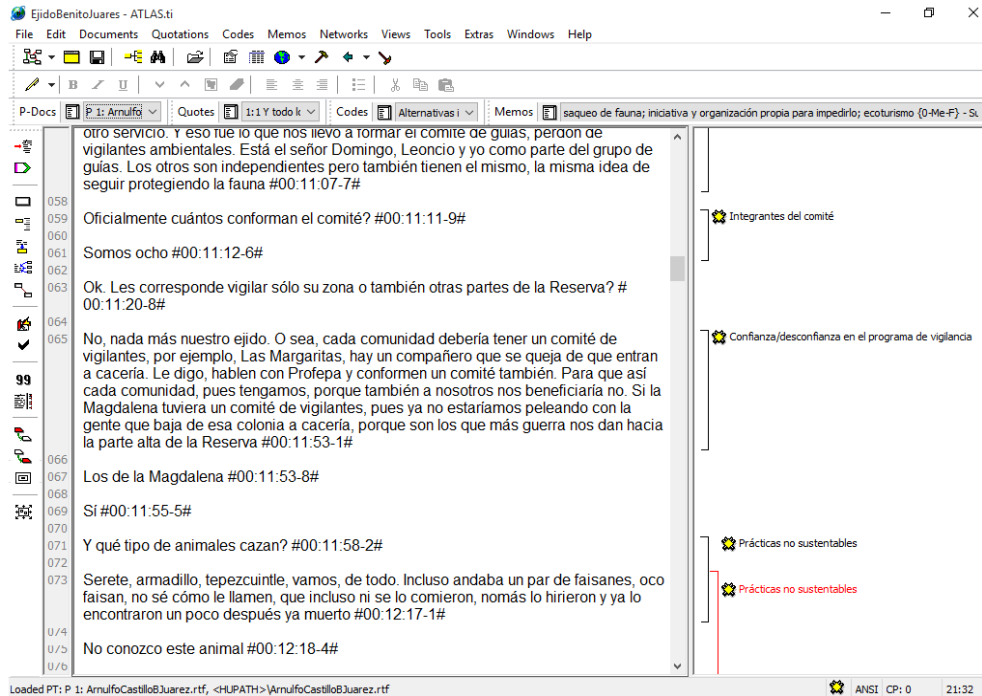 EjidoBenitoJuares - ATLAS.ti
File Edit Documents Quotations Codes Memos Networks Views Tools Extras Windows Help
B I U
P-Docs P 1: Arnulfo Quotes 1:1 Y todo k Codes Alternativas i Memos saqueo de fauna; iniciativa y organización propia para impedirlo; ecoturismo {0-Me-F} - Su
otro servicio. Y eso fue lo que nos llevó a formar el comité de guías, perdón de
vigilantes ambientales. Está el señor Domingo, Leoncio y yo como parte del grupo de
guías. Los otros son independientes pero también tienen el mismo, la misma idea de
seguir protegiendo la fauna #00:11:07-7#
058
059 Oficialmente cuántos conforman el comité? #00:11:11-9#
Integrantes del comité
060
061 Somos ocho #00:11:12-6#
062
063 Ok. Les corresponde vigilar sólo su zona o también otras partes de la Reserva? #
00:11:20-8#
064
065 No, nada más nuestro ejido. O sea, cada comunidad debería tener un comité de
Confianza/desconfianza en el programa de vigilancia
vigilantes, por ejemplo, Las Margaritas, hay un compañero que se queja de que entran
a cacería. Le digo, hablen con Profepa y conformen un comité también. Para que así
cada comunidad, pues tengamos, porque también a nosotros nos beneficiaría no. Si la
Magdalena tuviera un comité de vigilantes, pues ya no estaríamos peleando con la
gente que baja de esa colonia a cacería, porque son los que más guerra nos dan hacia
la parte alta de la Reserva #00:11:53-1#
066
067 Los de la Magdalena #00:11:53-8#
068
069 Sí #00:11:55-5#
070
071 Y qué tipo de animales cazan? #00:11:58-2#
Prácticas no sustentables
072
073 Serete, armadillo, tepezcuintle, vamos, de todo. Incluso andaba un par de faisanes, oco
Prácticas no sustentables
faisan, no sé cómo le llamen, que incluso ni se lo comieron, nomás lo hirieron y ya lo
encontraron un poco después ya muerto #00:12:17-1#
074
075 No conozco este animal #00:12:18-4#
076
99
Loaded PT: P 1: ArnulfoCastilloBJuarez.rtf, <HUPATH>\ArnulfoCastilloBJuarez.rtf ANSI CP: 0 21:32